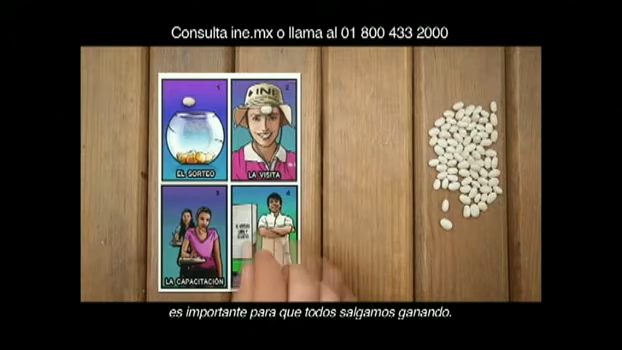 Consulta ine.mx o llama al 01 800 433 2000
1
2
INE
EL SORTEO
LA VISITA
3
4
LA CAPACITACIÓN
es importante para que todos salgamos ganando.